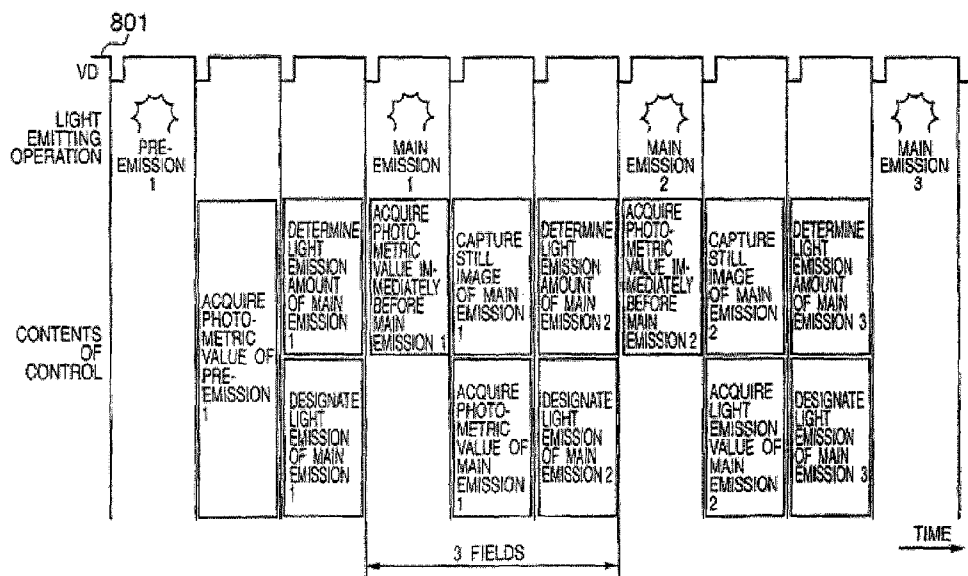 801
VD
LIGHT
EMITTING
OPERATION
PRE-
EMISSION
1
MAIN
EMISSION
1
MAIN
EMISSION
2
MAIN
EMISSION
3
CONTENTS
OF
CONTROL
ACQUIRE
PHOTO-
METRIC
VALUE OF
PRE-
EMISSION
1
DETERMINE
LIGHT
EMISSION
AMOUNT
OF MAIN
EMISSION
1
DESIGNATE
LIGHT
EMISSION
OF MAIN
EMISSION
1
ACQUIRE
PHOTO-
METRIC
VALUE IM-
MEDIATELY
BEFORE
MAIN
EMISSION 1
CAPTURE
STILL
IMAGE
OF MAIN
EMISSION
1
ACQUIRE
PHOTO-
METRIC
VALUE OF
MAIN
EMISSION
1
DETERMINE
LIGHT
EMISSION
AMOUNT
OF MAIN
EMISSION 2
DESIGNATE
LIGHT
EMISSION
OF MAIN
EMISSION 2
ACQUIRE
PHOTO-
METRIC
VALUE IM-
MEDIATELY
BEFORE
MAIN
EMISSION 2
CAPTURE
STILL
IMAGE
OF MAIN
EMISSION
2
ACQUIRE
LIGHT
EMISSION
VALUE OF
MAIN
EMISSION
2
DETERMINE
LIGHT
EMISSION
AMOUNT
OF MAIN
EMISSION 3
DESIGNATE
LIGHT
EMISSION
OF MAIN
EMISSION 3
TIME
3 FIELDS